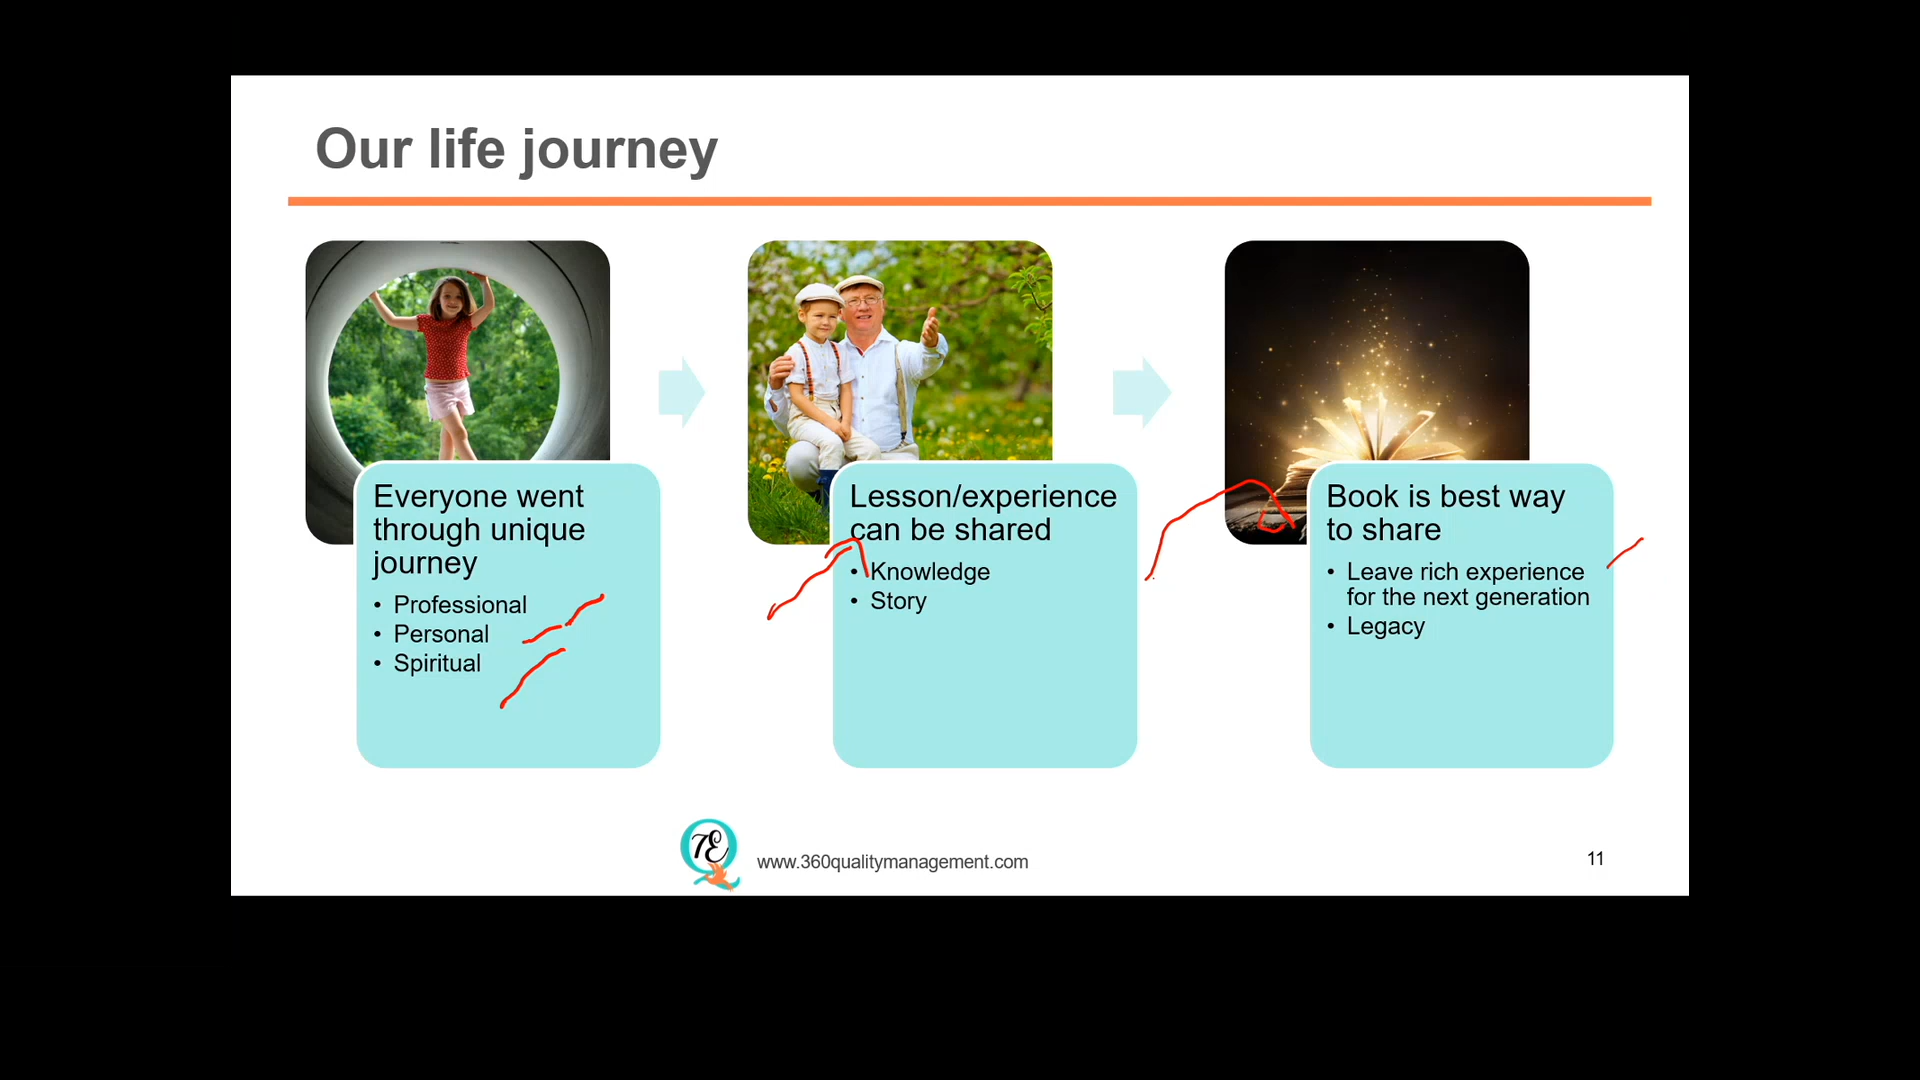 Our life journey
Everyone went
through unique
journey
• Professional
• Personal
• Spiritual
Lesson/experience
can be shared
• Knowledge
• Story
Book is best way
to share
• Leave rich experience
for the next generation
• Legacy
7E
www.360qualitymanagement.com
11